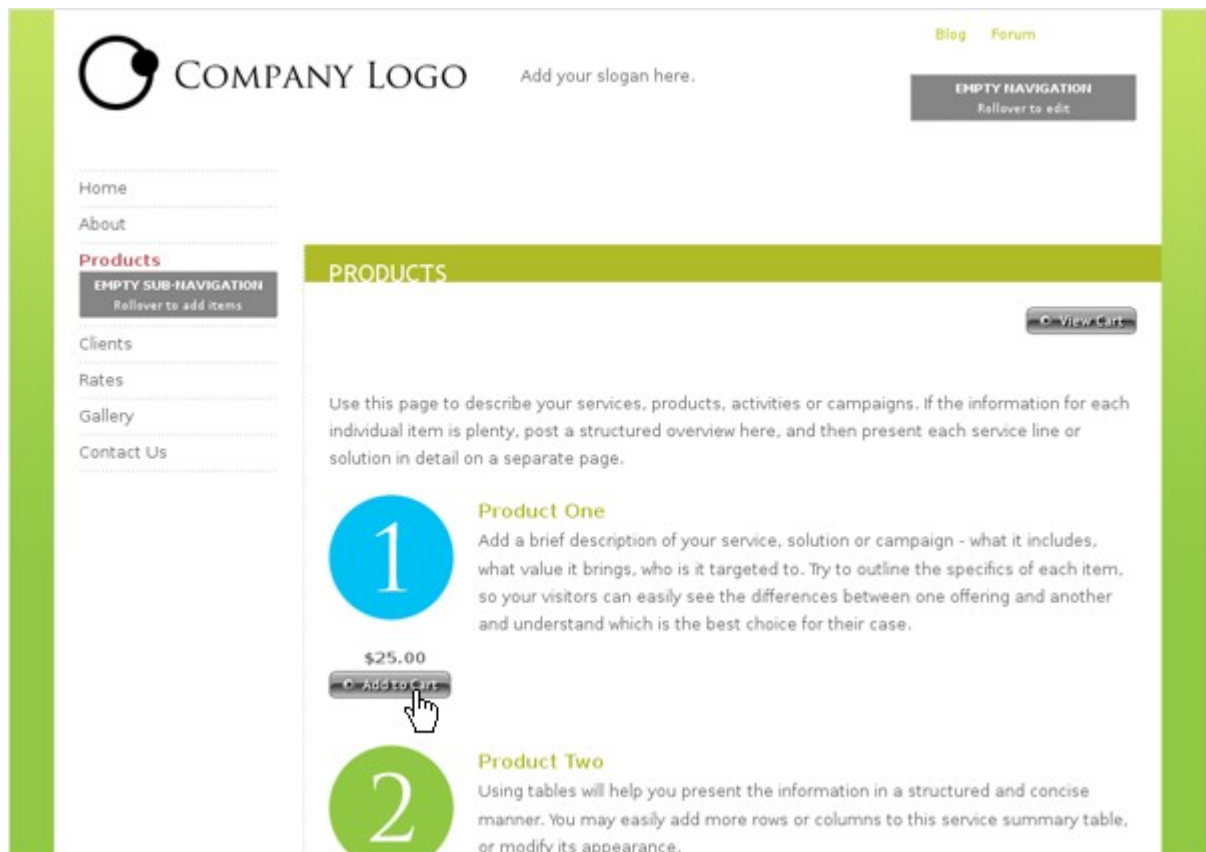 Blog Forum
COMPANY LOGO
Add your slogan here.
EMPTY NAVIGATION
Rollover to edit
Home
About
Products
EMPTY SUB-NAVIGATION
Rollover to add items
Clients
Rates
Gallery
Contact Us
PRODUCTS
View Cart
Use this page to describe your services, products, activities or campaigns. If the information for each
individual item is plenty, post a structured overview here, and then present each service line or
solution in detail on a separate page.
1
Product One
Add a brief description of your service, solution or campaign - what it includes,
what value it brings, who is it targeted to. Try to outline the specifics of each item,
so your visitors can easily see the differences between one offering and another
and understand which is the best choice for their case.
$25.00
Add to Cart
2
Product Two
Using tables will help you present the information in a structured and concise
manner. You may easily add more rows or columns to this service summary table,
or modify its appearance.